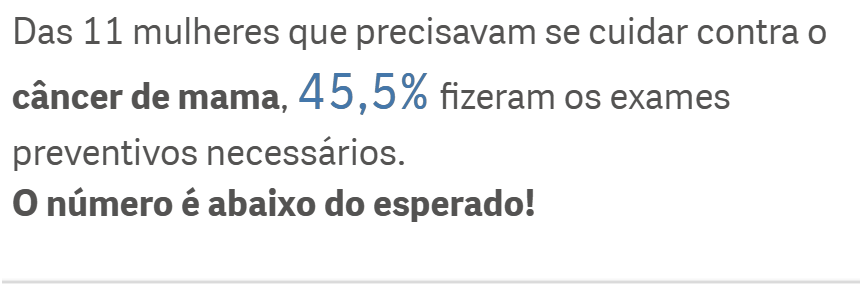 Das 11 mulheres que precisavam se cuidar contra o
câncer de mama, 45,5% fizeram os exames
preventivos necessários.
O número é abaixo do esperado!